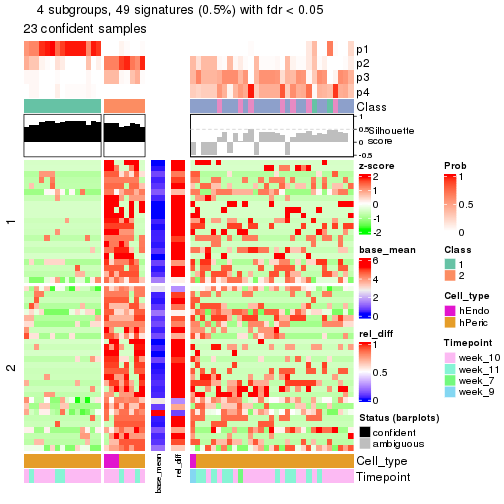 4 subgroups, 49 signatures (0.5%) with fdr < 0.05
23 confident samples
p1
p2
p3
p4
Class
1
0.5
0
-0.5
Silhouette
score
1
2
z-score
2
1
0
-1
-2
base_mean
6
4
2
0
rel_diff
1
0.5
0
Status (barplots)
confident
ambiguous
Prob
1
0.5
0
Class
1
2
Cell_type
hEndo
hPeric
Timepoint
week_10
week_11
week_7
week_9
Cell_type
Timepoint
base_mean
rel_diff